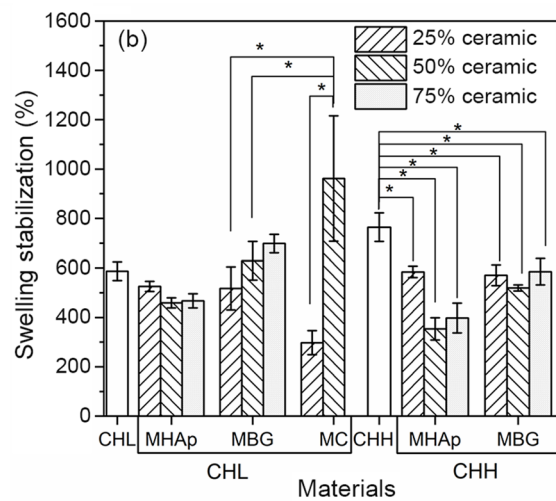 (b)
25% ceramic
50% ceramic
75% ceramic
Swelling stabilization (%)
1600
1400
1200
1000
800
600
400
200
0
* * * * * * * *
CHL MHAp MBG MC CHH MHAp MBG
CHL CHH
Materials